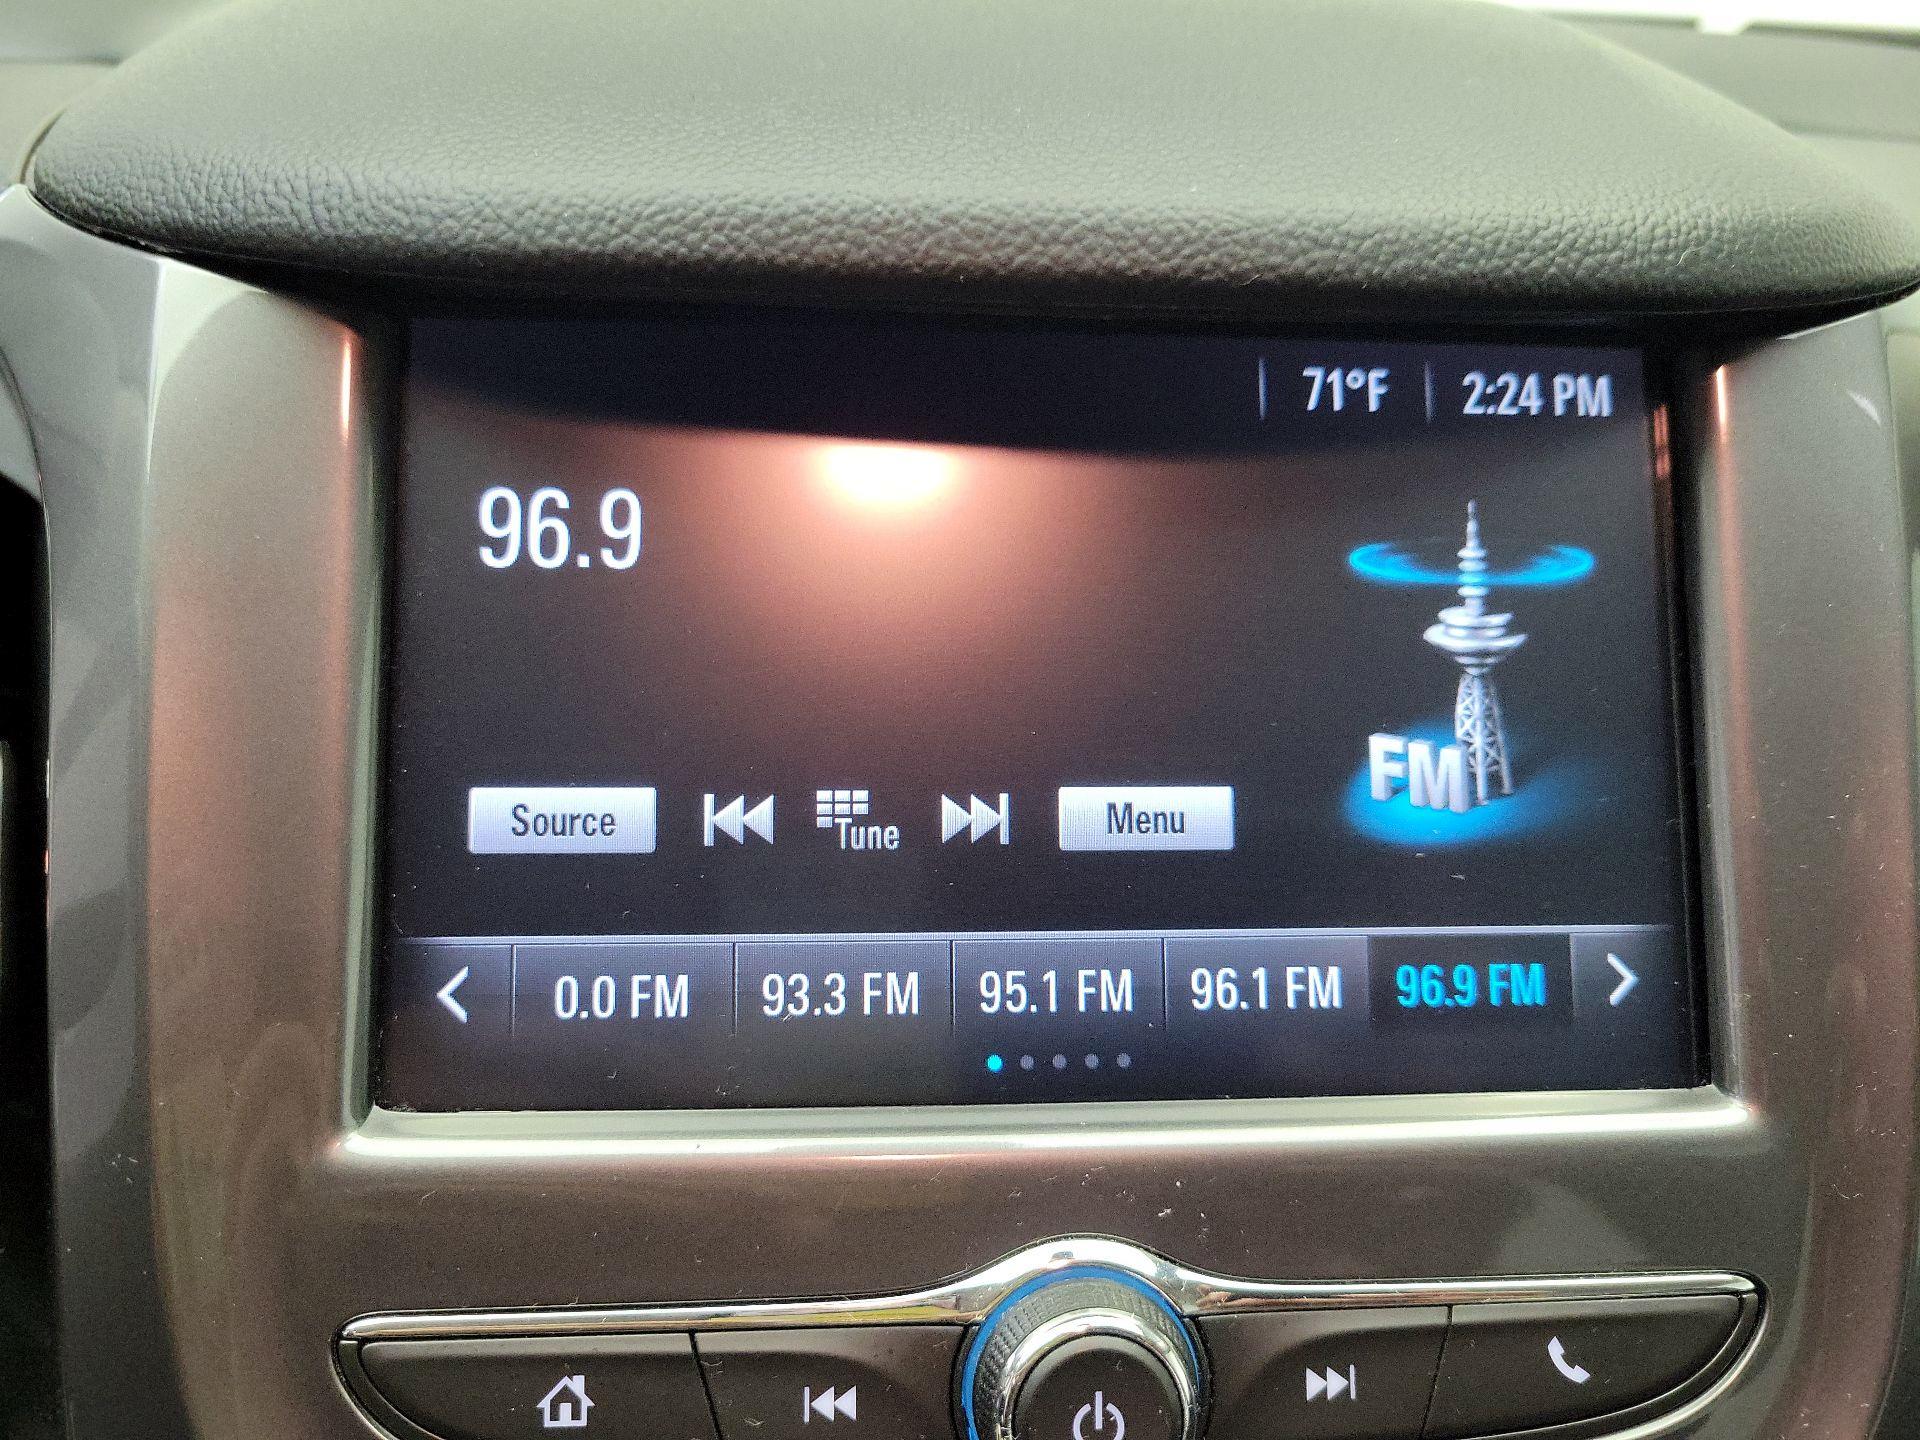 71°F 2:24 PM
96.9
Source Tune Menu
FM
0.0 FM 93.3 FM 95.1 FM 96.1 FM 96.9 FM